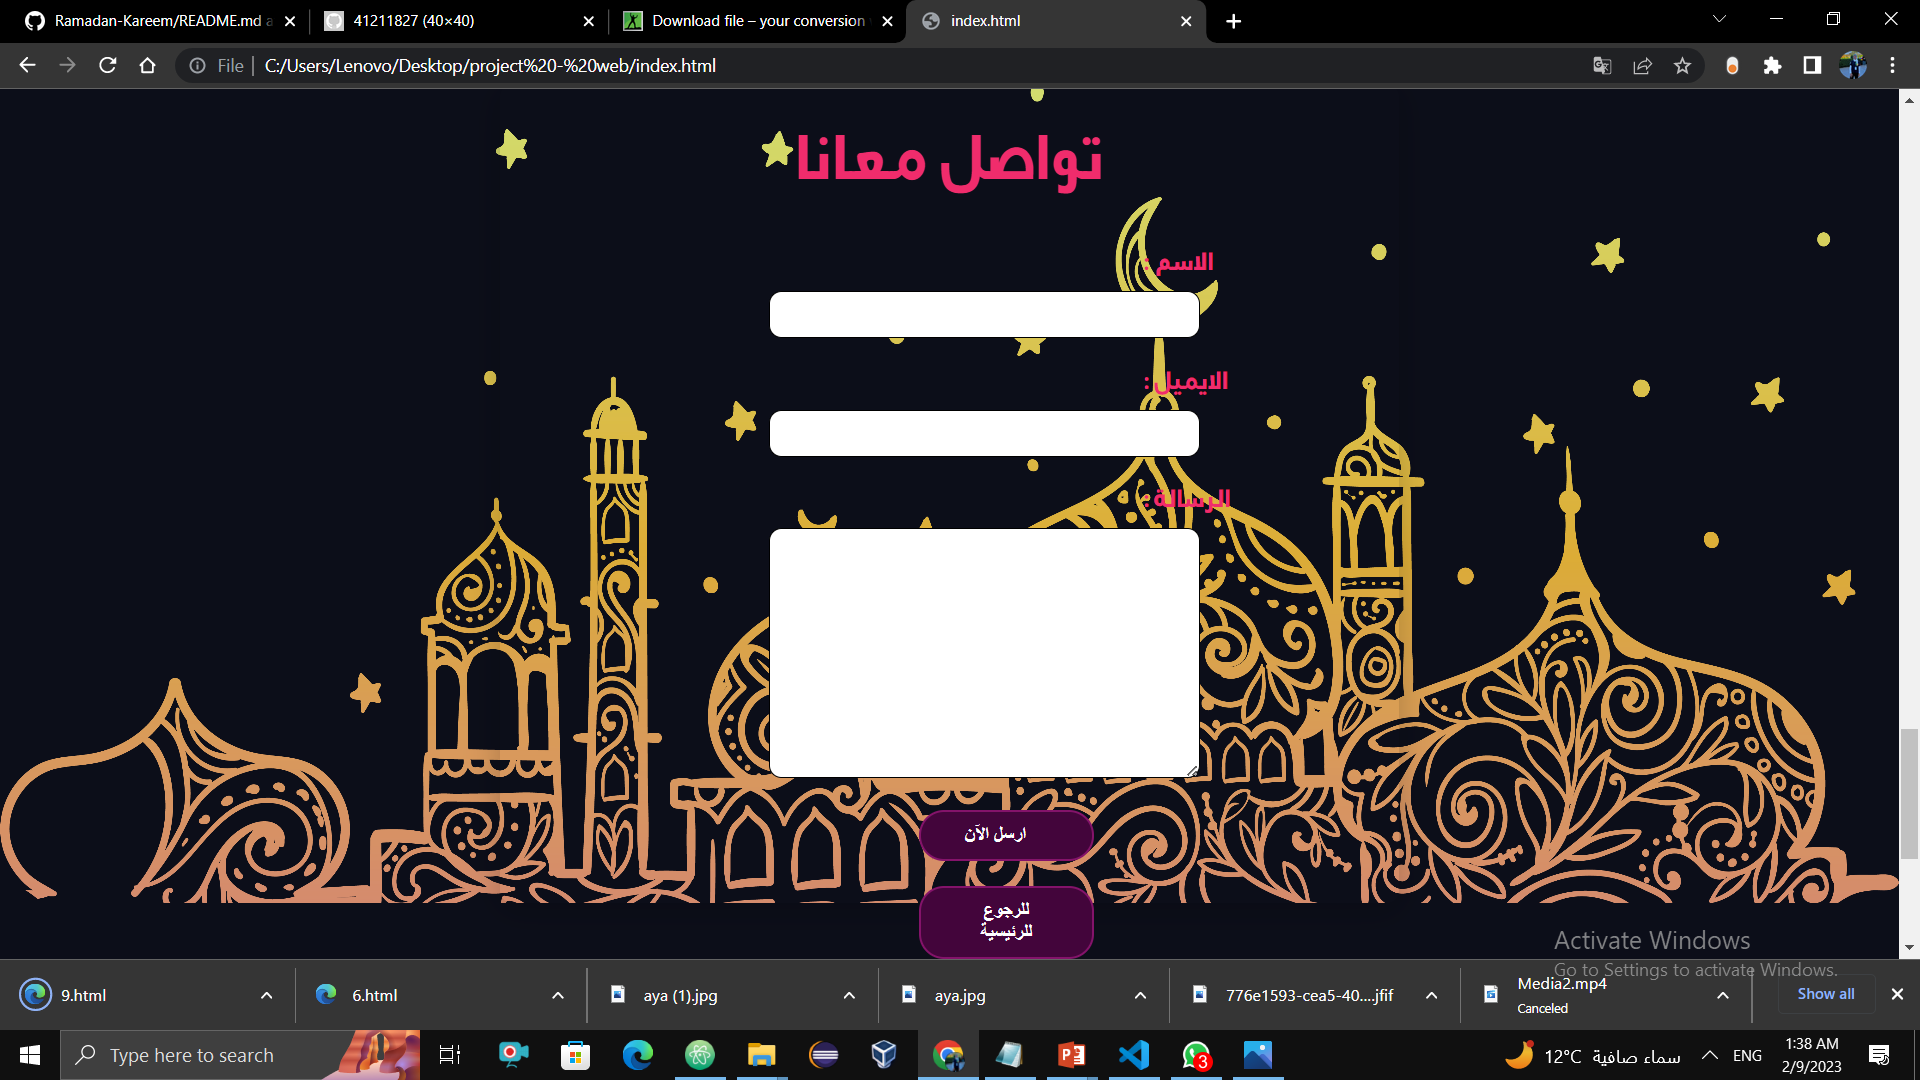 Ramadan-Kareem/README.md a
41211827 (40×40)
Download file – your conversion
index.html
File
C:/Users/Lenovo/Desktop/project%20-%20web/index.html
تواصل معانا
الاسم :
الايميل :
الرسالة :
ارسل الآن
للرجوع
للرئيسية
Activate Windows
Go to Settings to activate Windows.
9.html
6.html
aya (1).jpg
aya.jpg
776e1593-cea5-40....jfif
Media2.mp4
Canceled
Show all
Type here to search
3
12°C سماء صافية
ENG
1:38 AM
2/9/2023